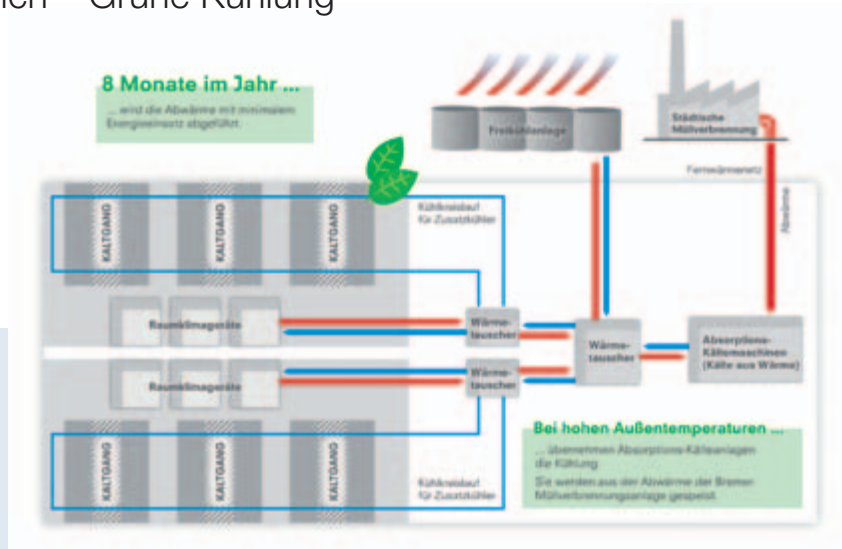 Grüne Kühlung
8 Monate im Jahr ...
... wird die Abwärme mit minimalem
Energieeinsatz abgeführt.
Freikühlanlage
Städtische
Müllverbrennung
Fernwärmenetz
Abwärme
KALTGANG
KALTGANG
KALTGANG
Kühlkreislauf
für Zusatzkühler
Raumklimageräte
Wärme-
tauscher
Wärme-
tauscher
Absorptions-
Kältemaschinen
(Kälte aus Wärme)
Raumklimageräte
Wärme-
tauscher
KALTGANG
KALTGANG
KALTGANG
Kühlkreislauf
für Zusatzkühler
Bei hohen Außentemperaturen ...
... übernehmen Absorptions-Kälteanlagen
die Kühlung.
Sie werden aus der Abwärme der Bremer
Müllverbrennungsanlage gespeist.